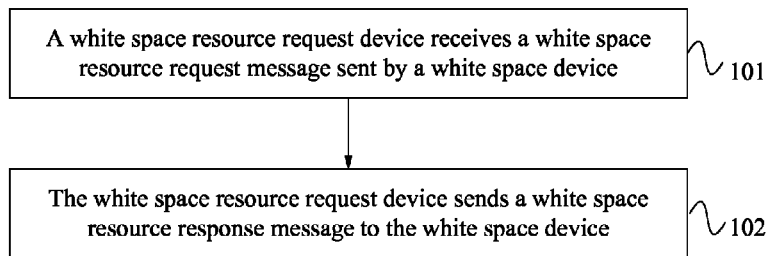 A white space resource request device receives a white space
resource request message sent by a white space device
101
The white space resource request device sends a white space
resource response message to the white space device
102